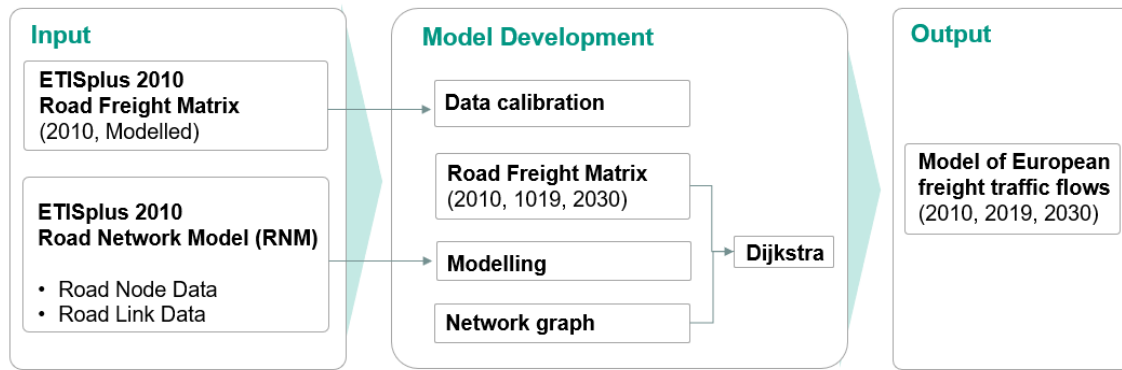 Input
ETISplus 2010
Road Freight Matrix
(2010, Modelled)
ETISplus 2010
Road Network Model (RNM)
• Road Node Data
• Road Link Data
Model Development
Data calibration
Road Freight Matrix
(2010, 1019, 2030)
Modelling
Network graph
Dijkstra
Output
Model of European
freight traffic flows
(2010, 2019, 2030)